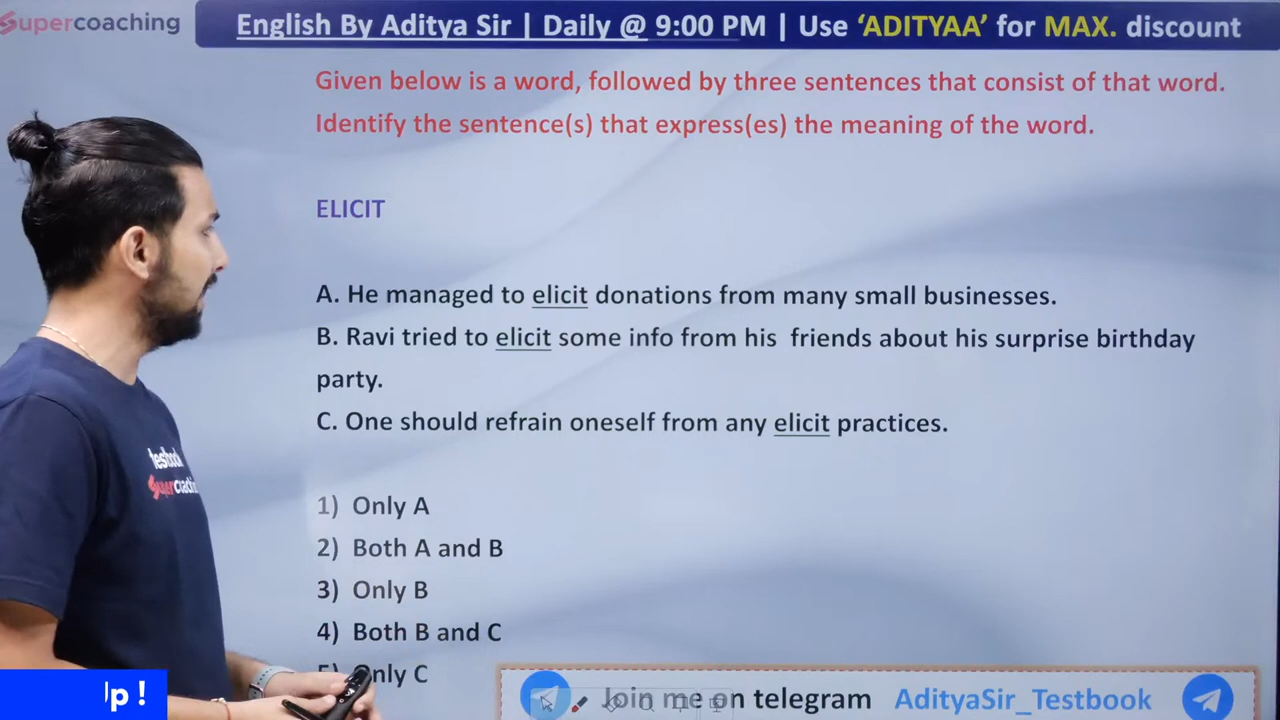 Supercoaching
English By Aditya Sir | Daily @ 9:00 PM | Use ‘ADITYAA’ for MAX. discount
Given below is a word, followed by three sentences that consist of that word.
Identify the sentence(s) that express(es) the meaning of the word.
ELICIT
A. He managed to elicit donations from many small businesses.
B. Ravi tried to elicit some info from his friends about his surprise birthday
party.
C. One should refrain oneself from any elicit practices.
testbook
Supercoachi
1) Only A
2) Both A and B
3) Only B
4) Both B and C
5) Only C
p !
Join me on telegram AdityaSir_Testbook